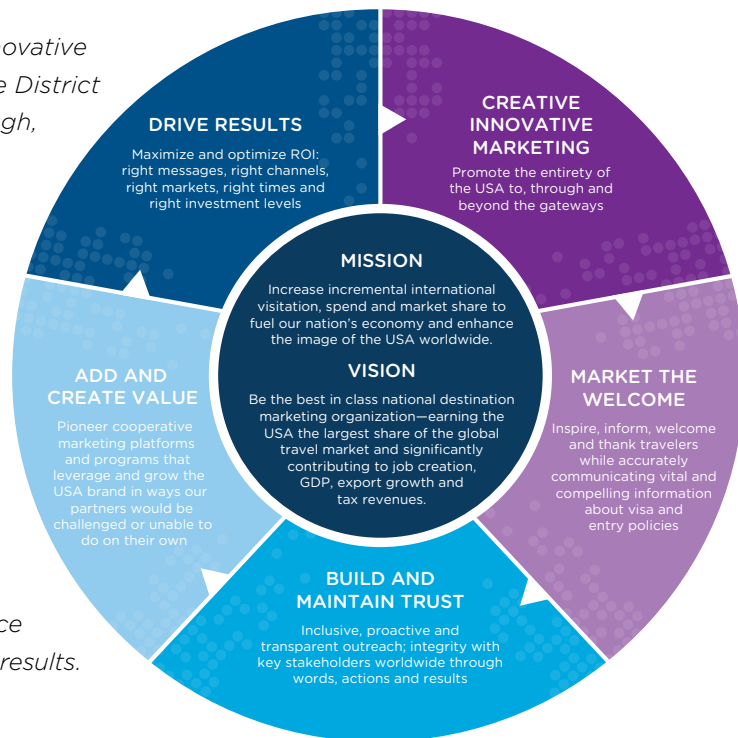 novative
e District
gh,
ce
results.
DRIVE RESULTS
Maximize and optimize ROI:
right messages, right channels,
right markets, right times and
right investment levels
CREATIVE
INNOVATIVE
MARKETING
Promote the entirety of
the USA to, through and
beyond the gateways
MISSION
Increase incremental international
visitation, spend and market share to
fuel our nation's economy and enhance
the image of the USA worldwide.
VISION
Be the best in class national destination
marketing organization—earning the
USA the largest share of the global
travel market and significantly
contributing to job creation,
GDP, export growth and
tax revenues.
ADD AND
CREATE VALUE
Pioneer cooperative
marketing platforms
and programs that
leverage and grow the
USA brand in ways our
partners would be
challenged or unable to
do on their own
MARKET THE
WELCOME
Inspire, inform, welcome
and thank travelers
while accurately
communicating vital and
compelling information
about visa and
entry policies
BUILD AND
MAINTAIN TRUST
Inclusive, proactive and
transparent outreach; integrity with
key stakeholders worldwide through
words, actions and results